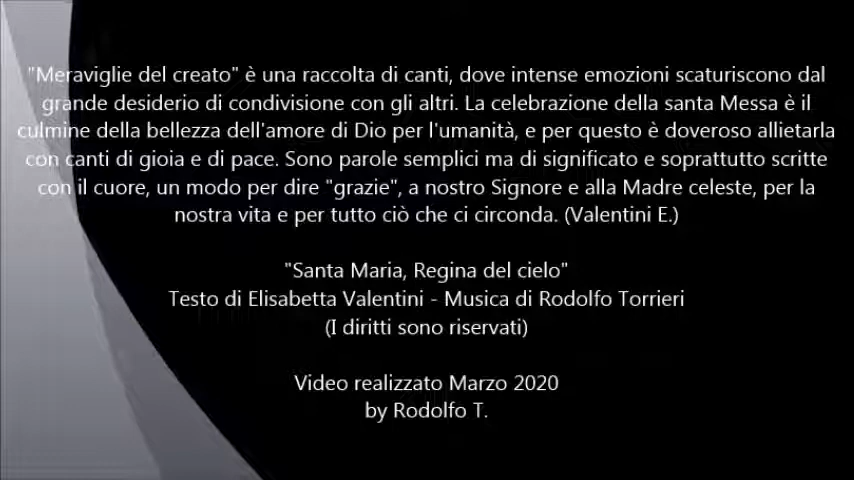 "Meraviglie del creato" è una raccolta di canti, dove intense emozioni scaturiscono dal
grande desiderio di condivisione con gli altri. La celebrazione della santa Messa è il
culmine della bellezza dell'amore di Dio per l'umanità, e per questo è doveroso allietarla
con canti di gioia e di pace. Sono parole semplici ma di significato e soprattutto scritte
con il cuore, un modo per dire "grazie", a nostro Signore e alla Madre celeste, per la
nostra vita e per tutto ciò che ci circonda. (Valentini E.)
"Santa Maria, Regina del cielo"
Testo di Elisabetta Valentini - Musica di Rodolfo Torrieri
(I diritti sono riservati)
Video realizzato Marzo 2020
by Rodolfo T.